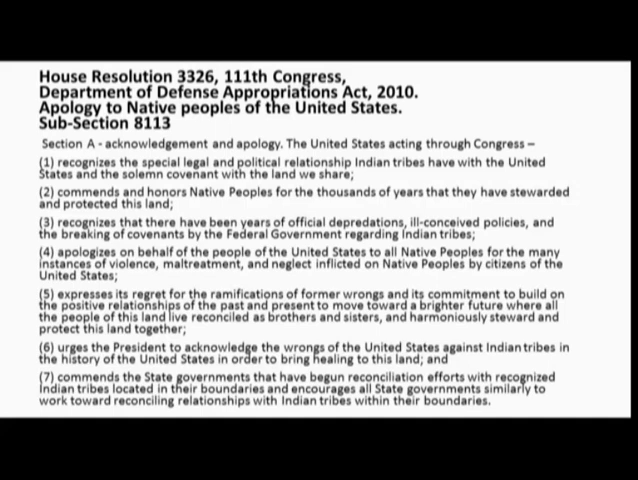 House Resolution 3326, 111th Congress,
Department of Defense Appropriations Act, 2010.
Apology to Native peoples of the United States.
Sub-Section 8113
Section A - acknowledgement and apology. The United States acting through Congress –
(1) recognizes the special legal and political relationship Indian tribes have with the United
States and the solemn covenant with the land we share;
(2) commends and honors Native Peoples for the thousands of years that they have stewarded
and protected this land;
(3) recognizes that there have been years of official depredations, ill-conceived policies, and
the breaking of covenants by the Federal Government regarding Indian tribes;
(4) apologizes on behalf of the people of the United States to all Native Peoples for the many
instances of violence, maltreatment, and neglect inflicted on Native Peoples by citizens of the
United States;
(5) expresses its regret for the ramifications of former wrongs and its commitment to build on
the positive relationships of the past and present to move toward a brighter future where all
the people of this land live reconciled as brothers and sisters, and harmoniously steward and
protect this land together;
(6) urges the President to acknowledge the wrongs of the United States against Indian tribes in
the history of the United States in order to bring healing to this land; and
(7) commends the State governments that have begun reconciliation efforts with recognized
Indian tribes located in their boundaries and encourages all State governments similarly to
work toward reconciling relationships with Indian tribes within their boundaries.